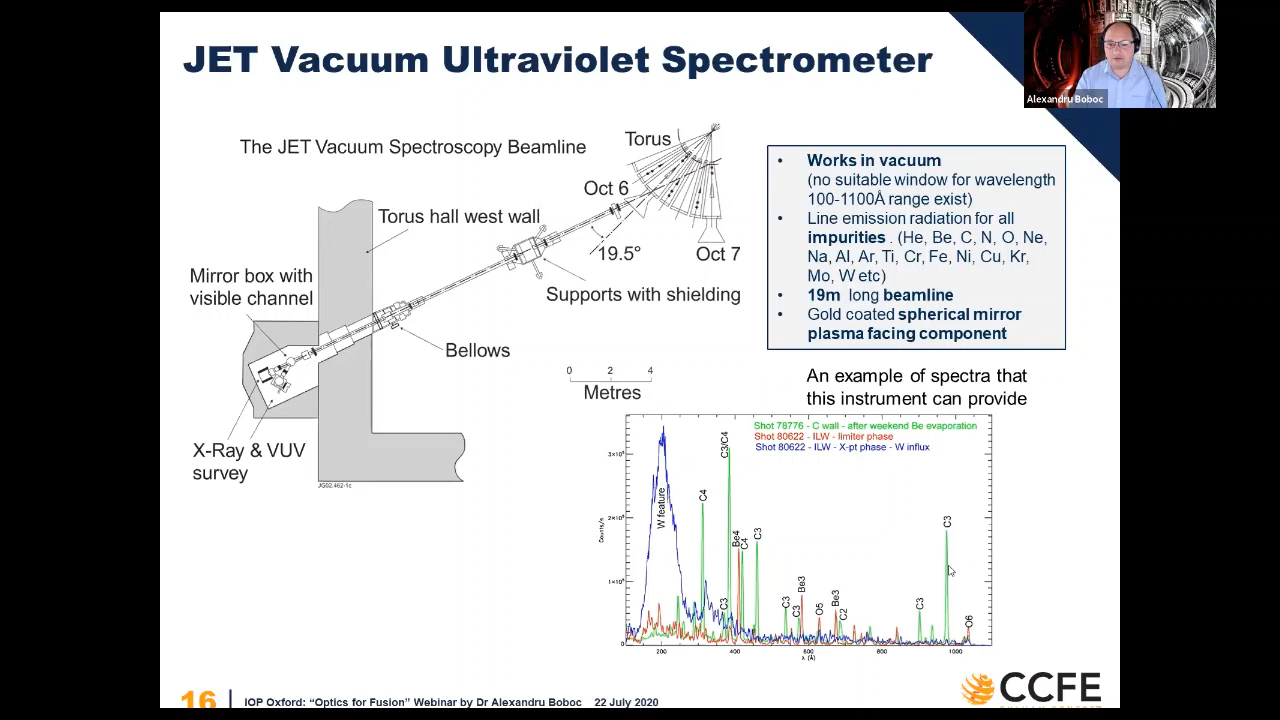 JET Vacuum Ultraviolet Spectrometer
Alexandru Boboc
The JET Vacuum Spectroscopy Beamline
Torus
Oct 6
Torus hall west wall
19.5°
Oct 7
Mirror box with
visible channel
Supports with shielding
Bellows
0 2 4
Metres
X-Ray & VUV
survey
JG02.462-1c
• Works in vacuum
(no suitable window for wavelength
100-1100Å range exist)
• Line emission radiation for all
impurities . (He, Be, C, N, O, Ne,
Na, Al, Ar, Ti, Cr, Fe, Ni, Cu, Kr,
Mo, W etc)
• 19m long beamline
• Gold coated spherical mirror
plasma facing component
An example of spectra that
this instrument can provide
Shot 78776 - C wall - after weekend Be evaporation
Shot 80622 - ILW - limiter phase
Shot 80622 - ILW - X-pt phase - W influx
Counts/s
0
W feature
C4
C3
C3/C4
Be4
C4
C3
C3
C3
Be3
O5
Be3
C2
C3
C3
O6
200 400 600 800 1000
λ (Å)
16
IOP Oxford: “Optics for Fusion” Webinar by Dr Alexandru Boboc 22 July 2020
CCFE